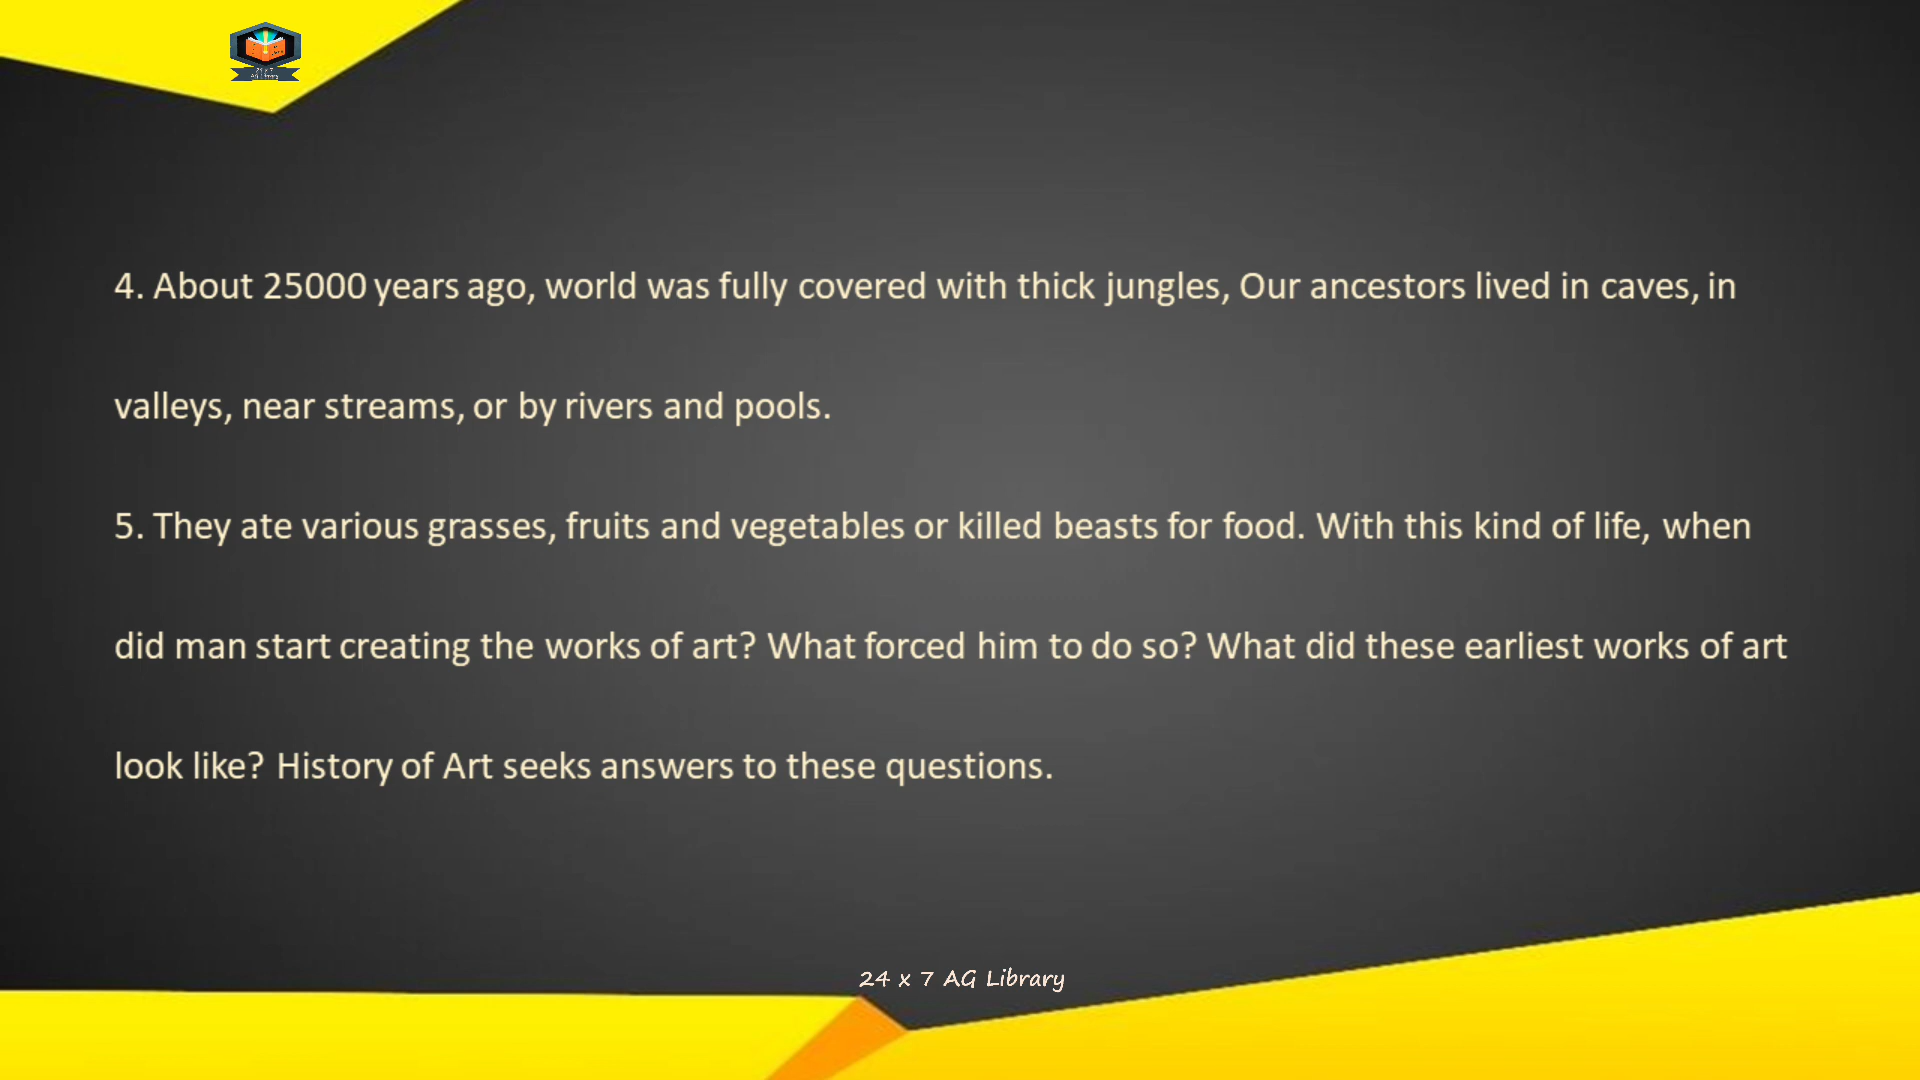 24 x 7
AG Library
4. About 25000 years ago, world was fully covered with thick jungles, Our ancestors lived in caves, in
valleys, near streams, or by rivers and pools.
5. They ate various grasses, fruits and vegetables or killed beasts for food. With this kind of life, when
did man start creating the works of art? What forced him to do so? What did these earliest works of art
look like? History of Art seeks answers to these questions.
24 x 7 AG Library